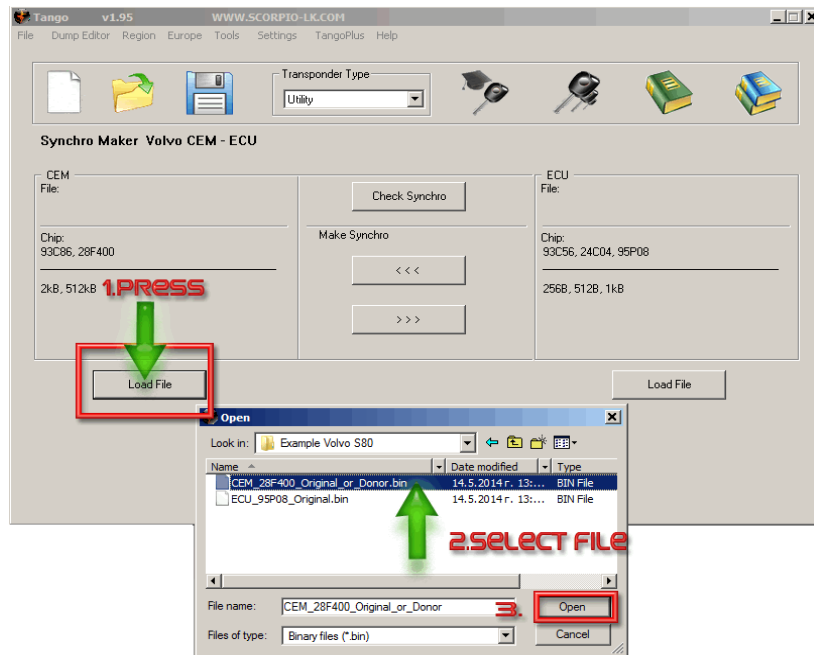 Tango v1.95 WWW.SCORPIO-LK.COM
File Dump Editor Region Europe Tools Settings TangoPlus Help
Transponder Type
Utility
Synchro Maker Volvo CEM - ECU
CEM
File:
Chip:
93C86, 28F400
2kB, 512kB
1.PRESS
Load File
Check Synchro
Make Synchro
< < <
> > >
ECU
File:
Chip:
93C56, 24C04, 95P08
256B, 512B, 1kB
Load File
Open
Look in: Example Volvo S80
Name Date modified Type
CEM_28F400_Original_or_Donor.bin 14.5.2014 г. 13:... BIN File
ECU_95P08_Original.bin 14.5.2014 г. 13:... BIN File
2.SELECT FILE
File name: CEM_28F400_Original_or_Donor 3. Open
Files of type: Binary files (*.bin) Cancel